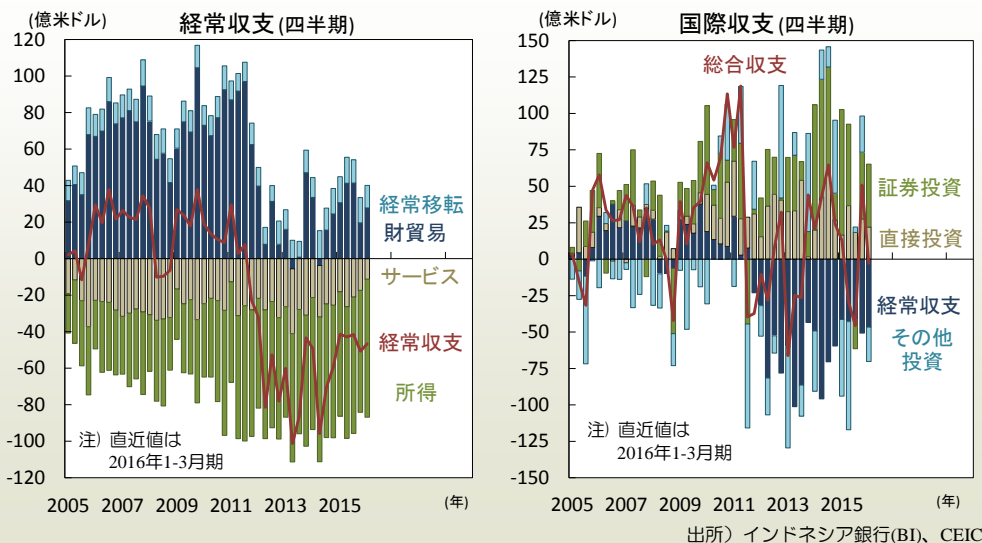 経常収支 (四半期)
(億米ドル)
120
100
80
60
40
20
0
-20
-40
-60
-80
-100
-120
経常移転
財貿易
サービス
経常収支
所得
注) 直近値は
2016年1-3月期
2005 2007 2009 2011 2013 2015
(年)
国際収支 (四半期)
(億米ドル)
150
125
100
75
50
25
0
-25
-50
-75
-100
-125
-150
総合収支
証券投資
直接投資
経常収支
その他
投資
注) 直近値は
2016年1-3月期
2005 2007 2009 2011 2013 2015
(年)
出所）インドネシア銀行(BI)、CEIC